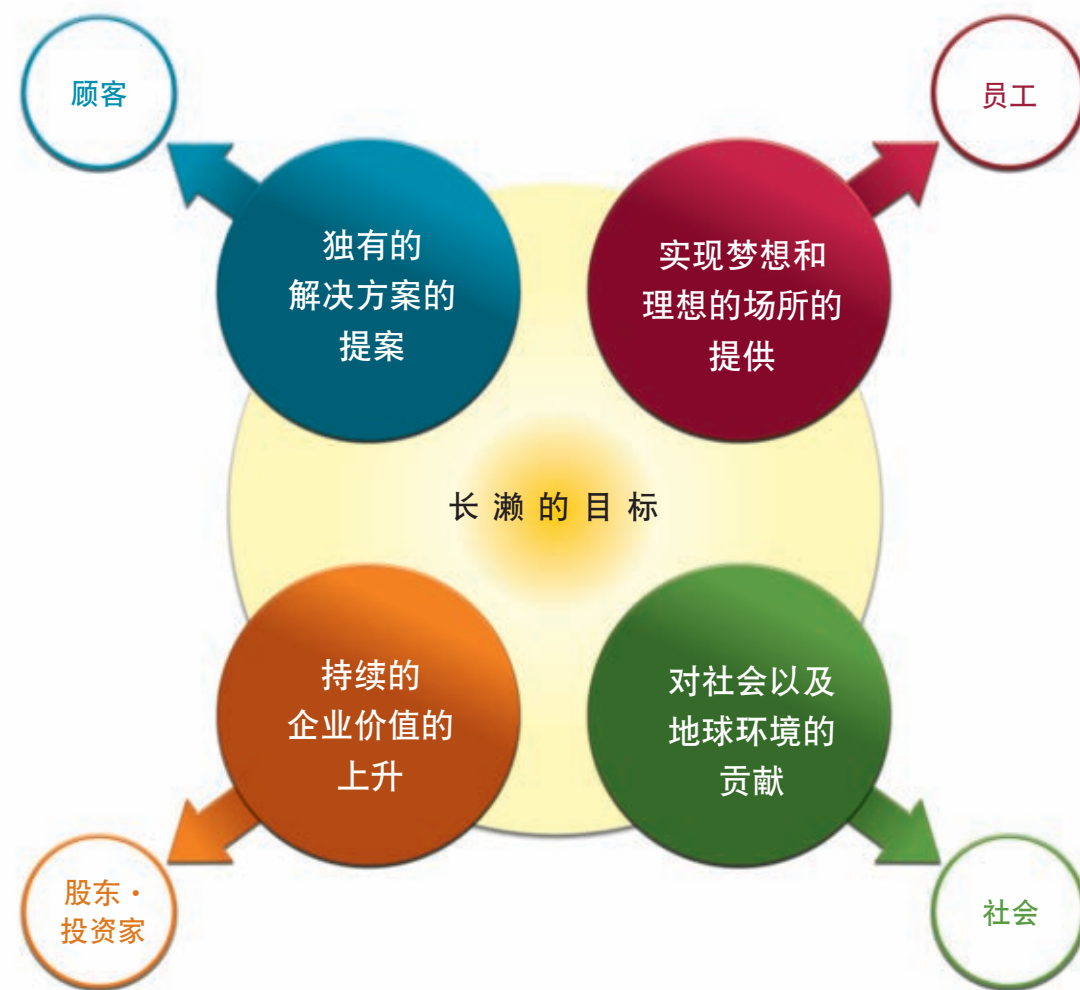 顾客
员工
独有的
解决方案的
提案
实现梦想和
理想的场所的
提供
长濑的目标
持续的
企业价值的
上升
对社会以及
地球环境的
贡献
股东・
投资家
社会